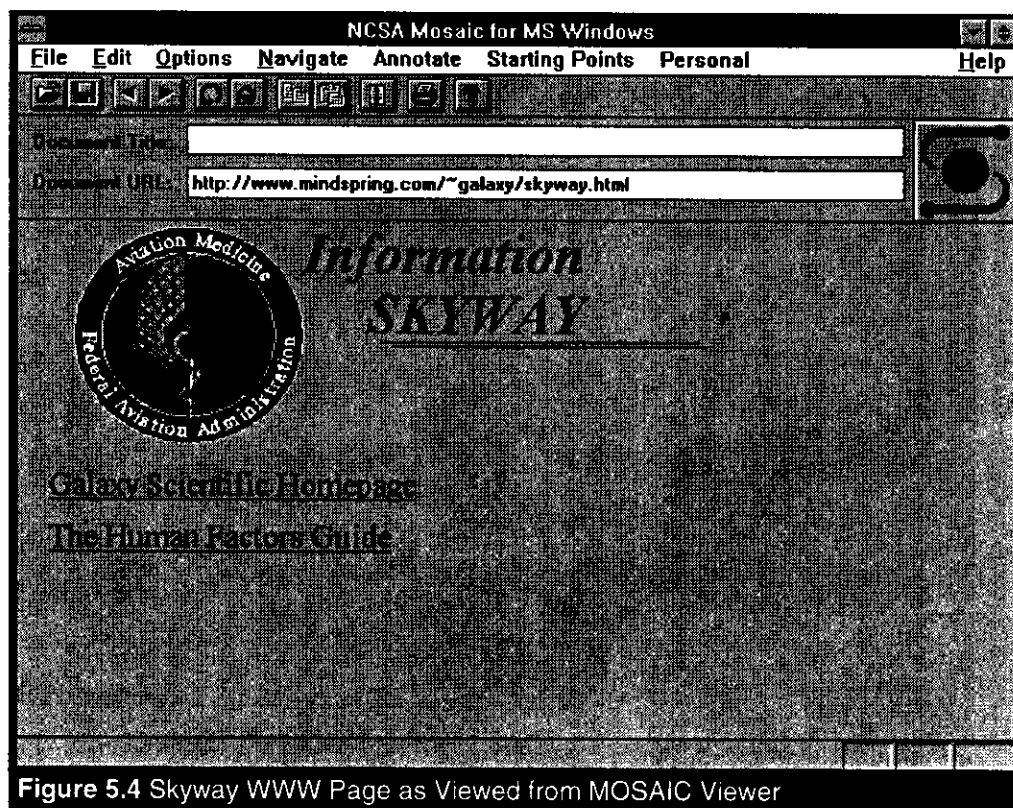 NCSA Mosaic for MS Windows
File Edit Options Navigate Annotate Starting Points Personal Help
Document Title:
Document URL: http://www.mindspring.com/~galaxy/skyway.html
Aviation Medicine
Federal Aviation Administration
Information
SKYWAY
Galaxy Scientific Homepage
The Human Factors Guide
Figure 5.4 Skyway WWW Page as Viewed from MOSAIC Viewer